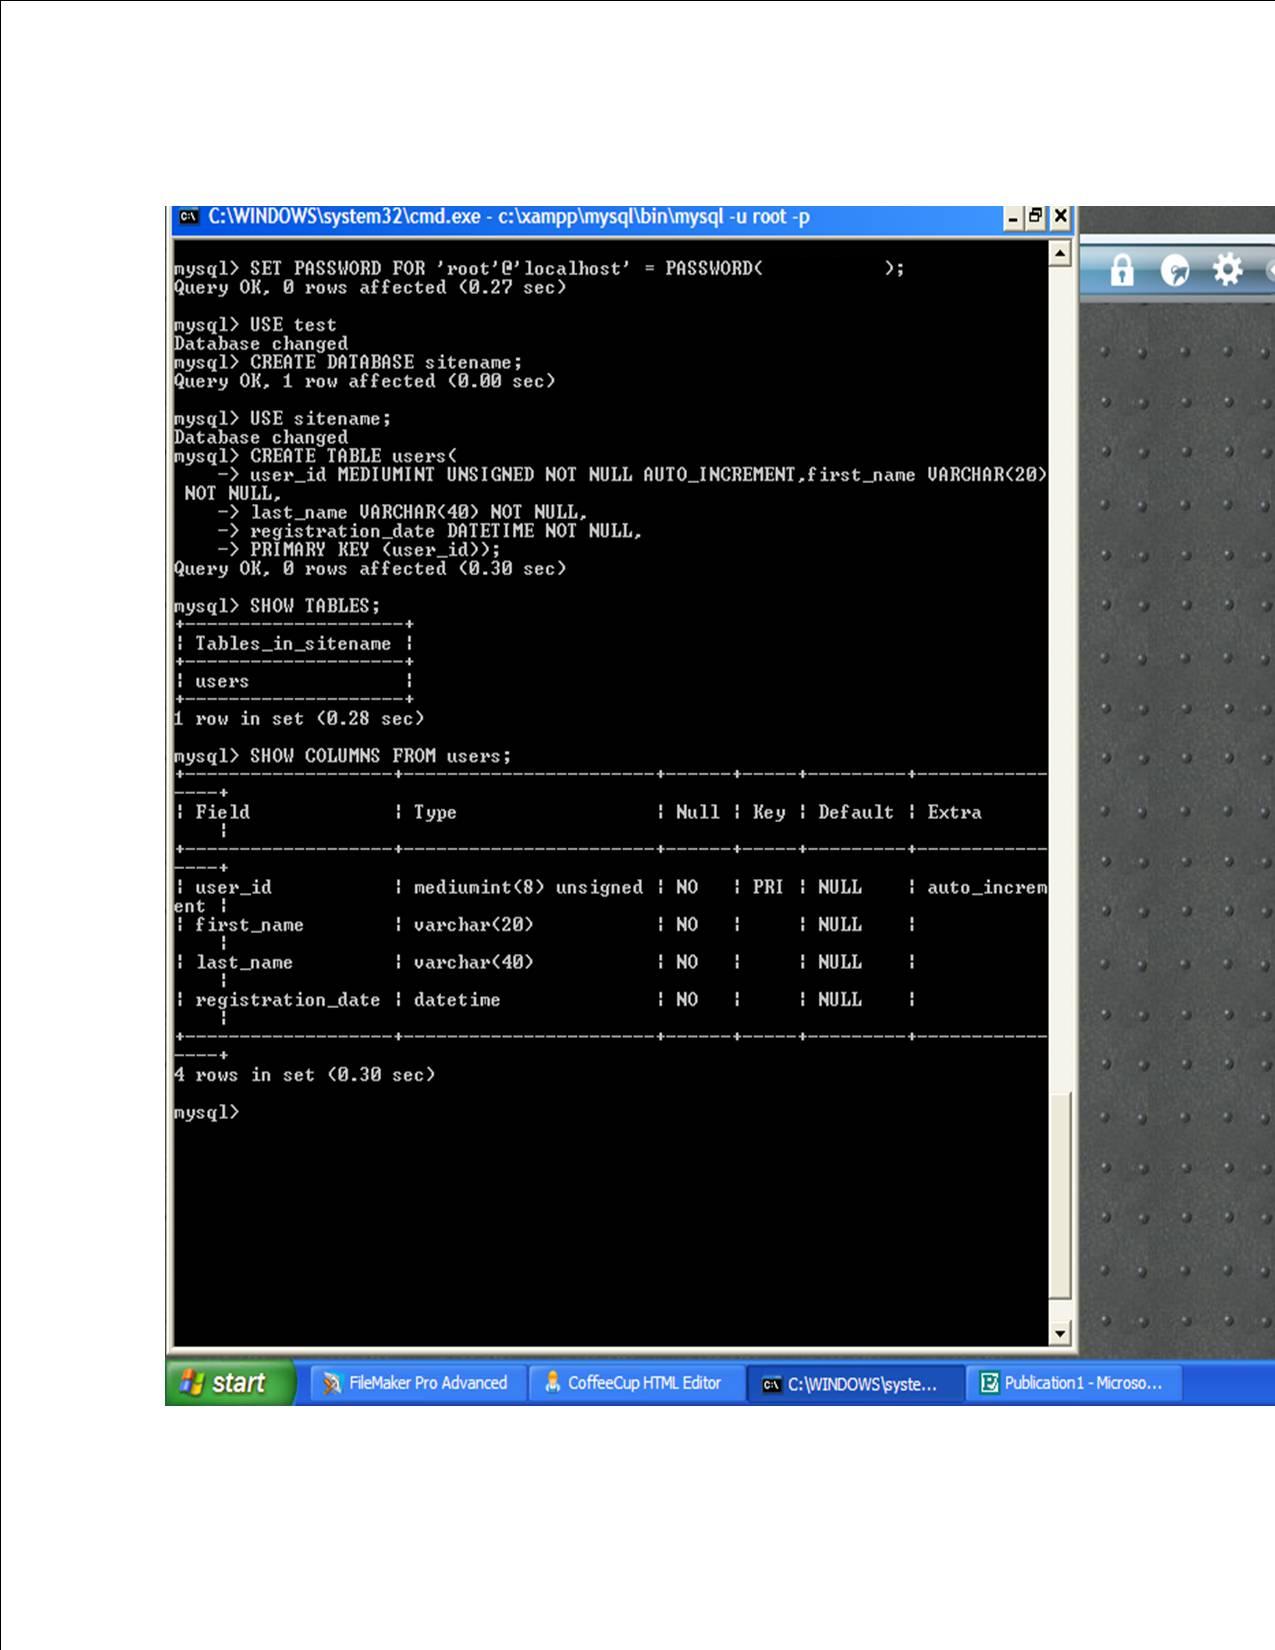 C:\WINDOWS\system32\cmd.exe - c:\xampp\mysql\bin\mysql -u root -p
mysql> SET PASSWORD FOR 'root'@'localhost' = PASSWORD(           );
Query OK, 0 rows affected (0.27 sec)
mysql> USE test
Database changed
mysql> CREATE DATABASE sitename;
Query OK, 1 row affected (0.00 sec)
mysql> USE sitename;
Database changed
mysql> CREATE TABLE users(
    -> user_id MEDIUMINT UNSIGNED NOT NULL AUTO_INCREMENT,first_name VARCHAR(20)
 NOT NULL,
    -> last_name VARCHAR(40) NOT NULL,
    -> registration_date DATETIME NOT NULL,
    -> PRIMARY KEY (user_id));
Query OK, 0 rows affected (0.30 sec)
mysql> SHOW TABLES;
+--------------------+
| Tables_in_sitename |
+--------------------+
| users              |
+--------------------+
1 row in set (0.28 sec)
mysql> SHOW COLUMNS FROM users;
+-------------------+-----------------------+------+-----+---------+------------
----+
| Field             | Type                  | Null | Key | Default | Extra
    |
+-------------------+-----------------------+------+-----+---------+------------
----+
| user_id           | mediumint(8) unsigned | NO   | PRI | NULL    | auto_increm
ent |
| first_name        | varchar(20)           | NO   |     | NULL    |
    |
| last_name         | varchar(40)           | NO   |     | NULL    |
    |
| registration_date | datetime              | NO   |     | NULL    |
    |
+-------------------+-----------------------+------+-----+---------+------------
----+
4 rows in set (0.30 sec)
mysql>
start FileMaker Pro Advanced CoffeeCup HTML Editor C:\WINDOWS\syste... Publication1 - Microso...